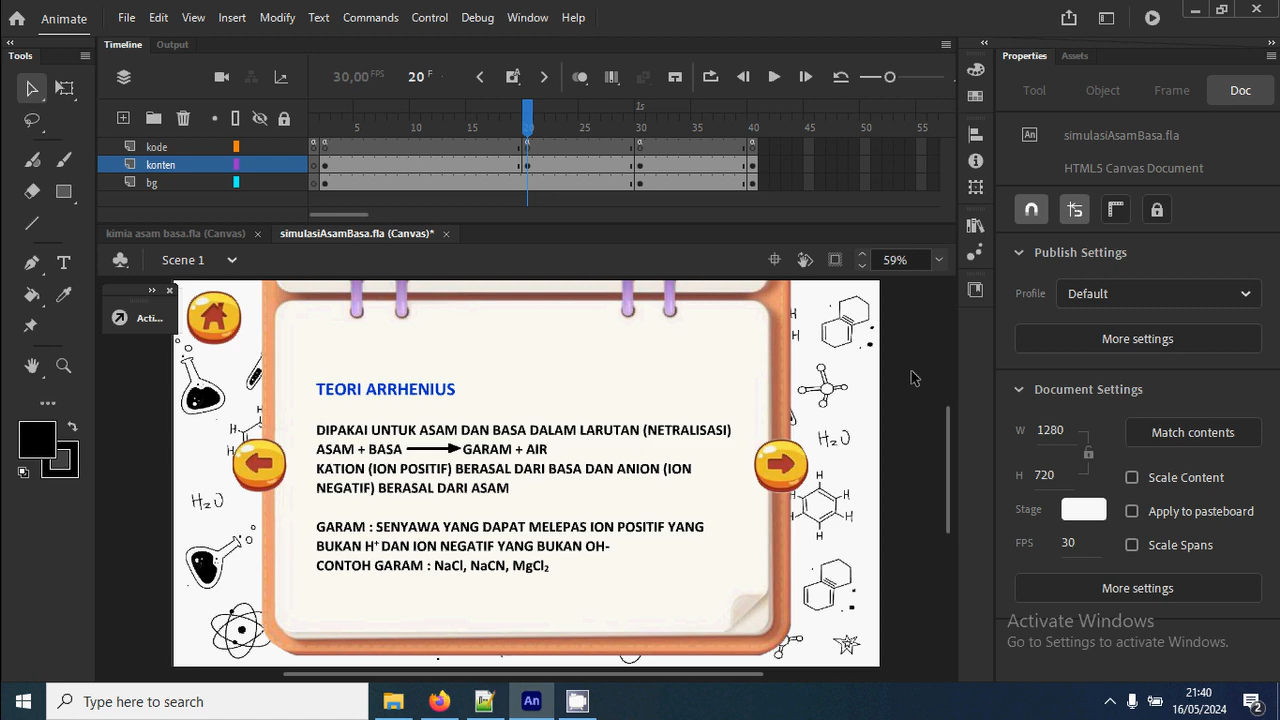 Animate
File Edit View Insert Modify Text Commands Control Debug Window Help
Tools
Timeline Output
Properties Assets
30,00 FPS 20 F
Tool Object Frame Doc
1s
5 10 15 20 25 30 35 40 45 50 55
kode
konten
bg
An simulasiAsamBasa.fla
HTML5 Canvas Document
kimia asam basa.fla (Canvas) simulasiAsamBasa.fla (Canvas)*
Scene 1 59%
Publish Settings
Profile Default
More settings
Document Settings
W 1280 Match contents
H 720 Scale Content
Stage Apply to pasteboard
FPS 30 Scale Spans
More settings
Acti...
TEORI ARRHENIUS
DIPAKAI UNTUK ASAM DAN BASA DALAM LARUTAN (NETRALISASI)
ASAM + BASA ⟶ GARAM + AIR
KATION (ION POSITIF) BERASAL DARI BASA DAN ANION (ION
NEGATIF) BERASAL DARI ASAM
GARAM : SENYAWA YANG DAPAT MELEPAS ION POSITIF YANG
BUKAN H⁺ DAN ION NEGATIF YANG BUKAN OH-
CONTOH GARAM : NaCl, NaCN, MgCl₂
H₂O
H₂O
H
H
H
H
H
H
Activate Windows
Go to Settings to activate Windows.
Type here to search
An
21:40
16/05/2024
2